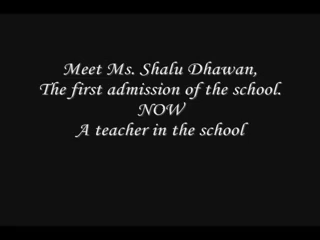 Meet Ms. Shalu Dhawan,
The first admission of the school.
NOW
A teacher in the school